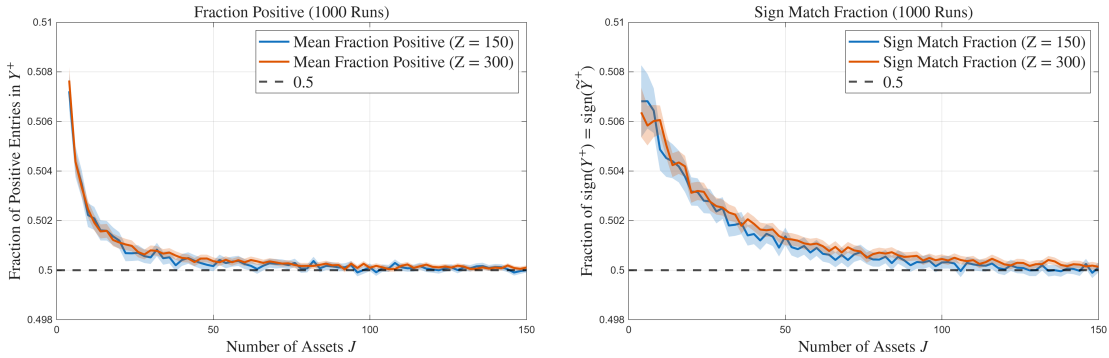 Fraction Positive (1000 Runs)
Fraction of Positive Entries in Y⁺
0.51
0.508
0.506
0.504
0.502
0.5
0.498
Mean Fraction Positive (Z = 150)
Mean Fraction Positive (Z = 300)
0.5
0
50
100
150
Number of Assets J
Sign Match Fraction (1000 Runs)
Fraction of sign(Y⁺) = sign(Ỹ⁺)
0.51
0.508
0.506
0.504
0.502
0.5
0.498
Sign Match Fraction (Z = 150)
Sign Match Fraction (Z = 300)
0.5
0
50
100
150
Number of Assets J